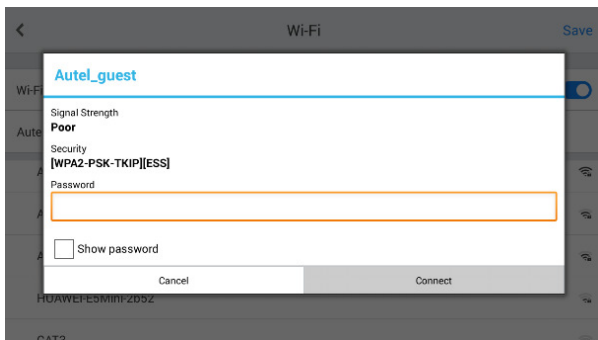 Wi-Fi
Save
Autel_guest
Wi-Fi
Signal Strength
Poor
Aute
Security
[WPA2-PSK-TKIP][ESS]
Password
Show password
Cancel
Connect
HUAWEI-E5Mini-2b52
CAT3